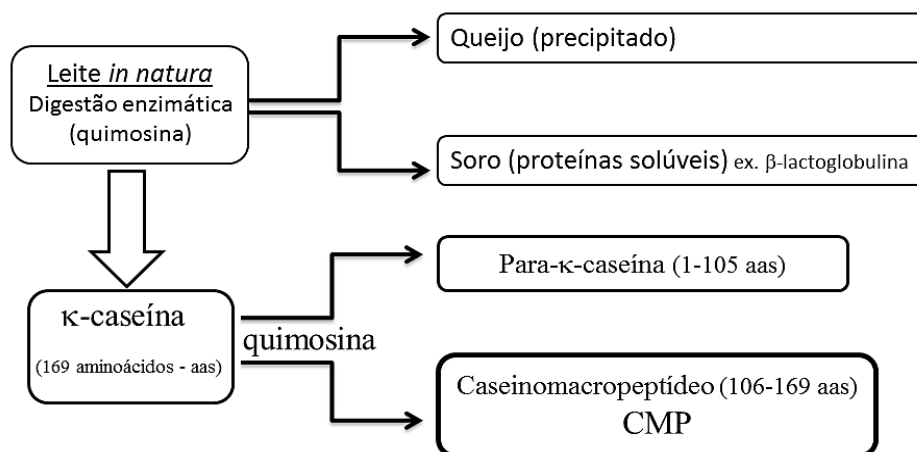 Leite in natura
Digestão enzimática
(quimosina)
Queijo (precipitado)
Soro (proteínas solúveis) ex. β-lactoglobulina
κ-caseína
(169 aminoácidos - aas)
quimosina
Para-κ-caseína (1-105 aas)
Caseinomacropeptídeo (106-169 aas)
CMP